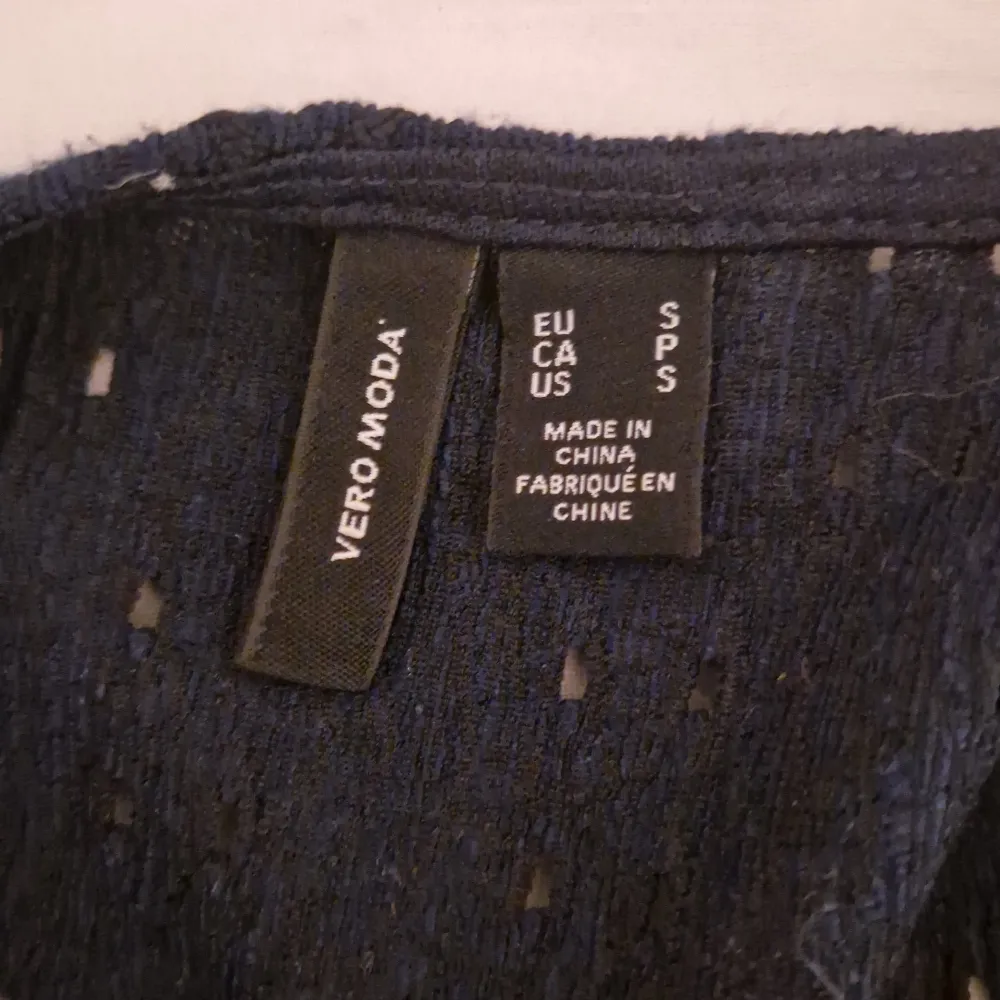 VERO MODA
EU S
CA P
US S
MADE IN
CHINA
FABRIQUÉ EN
CHINE